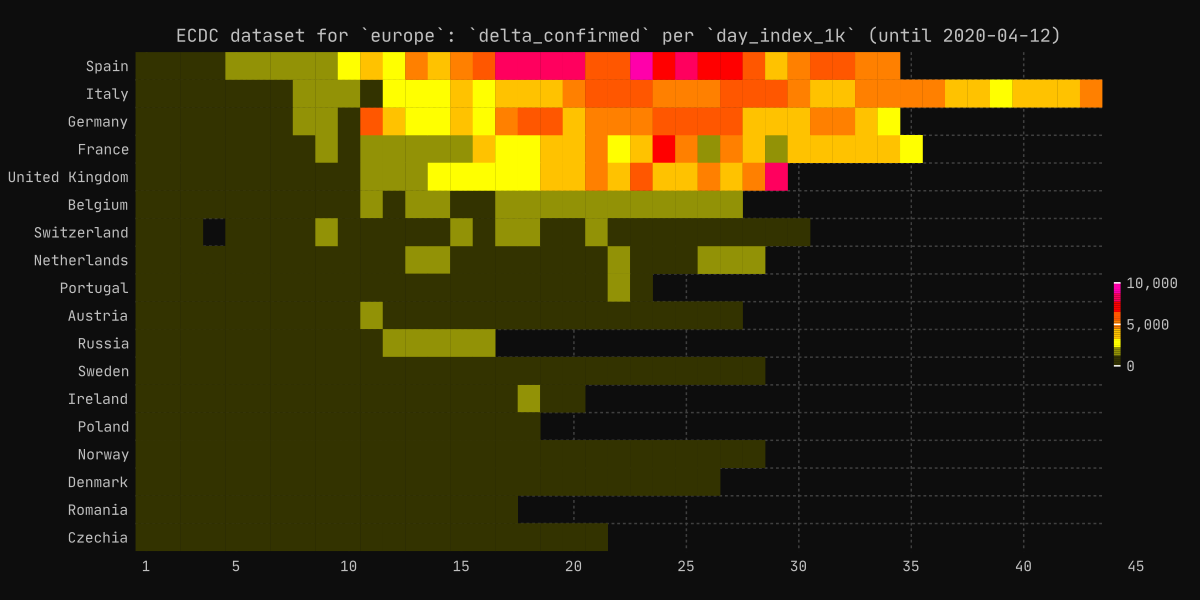 ECDC dataset for `europe`: `delta_confirmed` per `day_index_1k` (until 2020-04-12)
Spain
Italy
Germany
France
United Kingdom
Belgium
Switzerland
Netherlands
Portugal
Austria
Russia
Sweden
Ireland
Poland
Norway
Denmark
Romania
Czechia
10,000
5,000
0
1 5 10 15 20 25 30 35 40 45